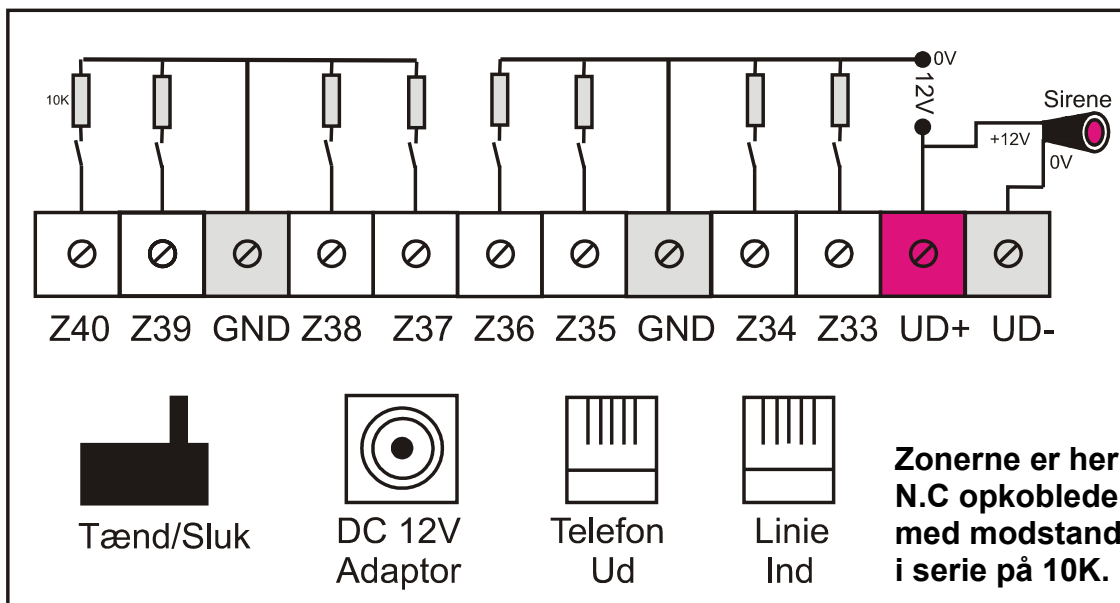 0V
12V
Sirene
10K
+12V
0V
Z40 Z39 GND Z38 Z37 Z36 Z35 GND Z34 Z33 UD+ UD-
Tænd/Sluk
DC 12V
Adaptor
Telefon
Ud
Linie
Ind
Zonerne er her
N.C opkoblede
med modstand
i serie på 10K.